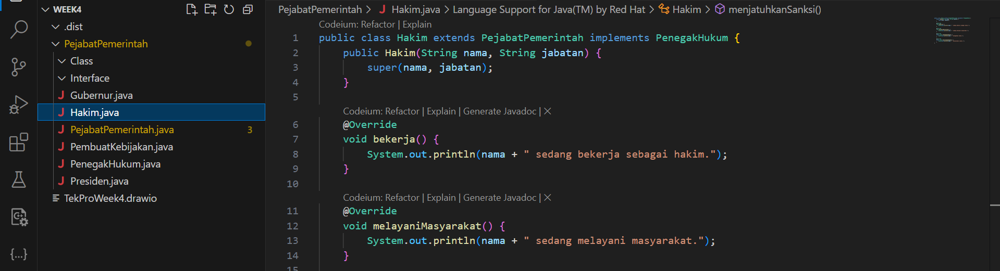 WEEK4
.dist
PejabatPemerintah
Class
Interface
Gubernur.java
Hakim.java
PejabatPemerintah.java 3
PembuatKebijakan.java
PenegakHukum.java
Presiden.java
TekProWeek4.drawio
PejabatPemerintah > Hakim.java > Language Support for Java(TM) by Red Hat > Hakim > menjatuhkanSanksi()
Codeium: Refactor | Explain
1 public class Hakim extends PejabatPemerintah implements PenegakHukum {
2 public Hakim(String nama, String jabatan) {
3 super(nama, jabatan);
4 }
5
Codeium: Refactor | Explain | Generate Javadoc | ×
6 @Override
7 void bekerja() {
8 System.out.println(nama + " sedang bekerja sebagai hakim.");
9 }
10
Codeium: Refactor | Explain | Generate Javadoc | ×
11 @Override
12 void melayaniMasyarakat() {
13 System.out.println(nama + " sedang melayani masyarakat.");
14 }
15